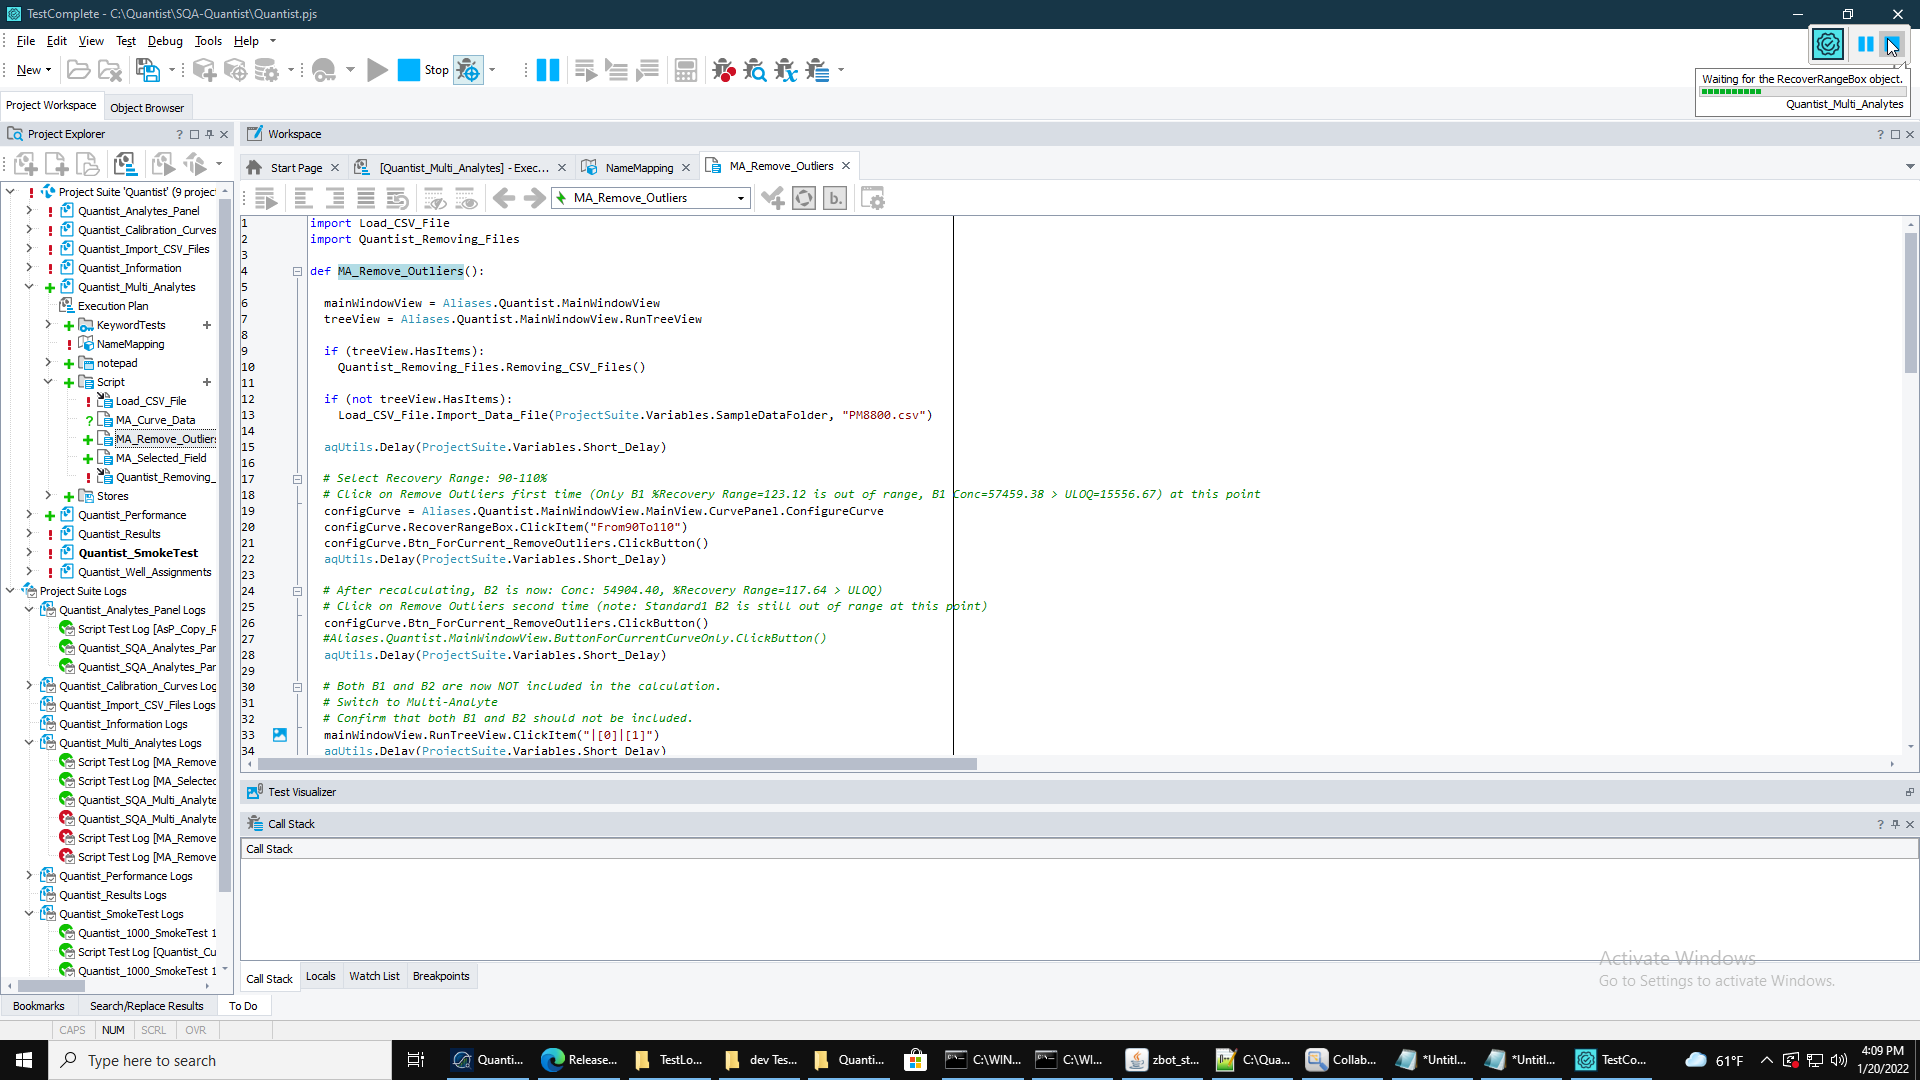 TestComplete - C:\Quantist\SQA-Quantist\Quantist.pjs
File Edit View Test Debug Tools Help
New Stop
Waiting for the RecoverRangeBox object.
Quantist_Multi_Analytes
Project Workspace Object Browser
Project Explorer
Workspace
Start Page [Quantist_Multi_Analytes] - Exec... NameMapping MA_Remove_Outliers
MA_Remove_Outliers
Project Suite 'Quantist' (9 projec
Quantist_Analytes_Panel
Quantist_Calibration_Curves
Quantist_Import_CSV_Files
Quantist_Information
Quantist_Multi_Analytes
Execution Plan
KeywordTests
NameMapping
notepad
Script
Load_CSV_File
MA_Curve_Data
MA_Remove_Outliers
MA_Selected_Field
Quantist_Removing_
Stores
Quantist_Performance
Quantist_Results
Quantist_SmokeTest
Quantist_Well_Assignments
Project Suite Logs
Quantist_Analytes_Panel Logs
Script Test Log [AsP_Copy_R
Quantist_SQA_Analytes_Par
Quantist_SQA_Analytes_Par
Quantist_Calibration_Curves Log
Quantist_Import_CSV_Files Logs
Quantist_Information Logs
Quantist_Multi_Analytes Logs
Script Test Log [MA_Remove
Script Test Log [MA_Selected
Quantist_SQA_Multi_Analyte
Quantist_SQA_Multi_Analyte
Script Test Log [MA_Remove
Script Test Log [MA_Remove
Quantist_Performance Logs
Quantist_Results Logs
Quantist_SmokeTest Logs
Quantist_1000_SmokeTest 1
Script Test Log [Quantist_Cu
Quantist_1000_SmokeTest 1
1 import Load_CSV_File
2 import Quantist_Removing_Files
3
4 def MA_Remove_Outliers():
5
6 mainWindowView = Aliases.Quantist.MainWindowView
7 treeView = Aliases.Quantist.MainWindowView.RunTreeView
8
9 if (treeView.HasItems):
10 Quantist_Removing_Files.Removing_CSV_Files()
11
12 if (not treeView.HasItems):
13 Load_CSV_File.Import_Data_File(ProjectSuite.Variables.SampleDataFolder, "PM8800.csv")
14
15 aqUtils.Delay(ProjectSuite.Variables.Short_Delay)
16
17 # Select Recovery Range: 90-110%
18 # Click on Remove Outliers first time (Only B1 %Recovery Range=123.12 is out of range, B1 Conc=57459.38 > ULOQ=15556.67) at this point
19 configCurve = Aliases.Quantist.MainWindowView.MainView.CurvePanel.ConfigureCurve
20 configCurve.RecoverRangeBox.ClickItem("From90To110")
21 configCurve.Btn_ForCurrent_RemoveOutliers.ClickButton()
22 aqUtils.Delay(ProjectSuite.Variables.Short_Delay)
23
24 # After recalculating, B2 is now: Conc: 54904.40, %Recovery Range=117.64 > ULOQ)
25 # Click on Remove Outliers second time (note: Standard1 B2 is still out of range at this point)
26 configCurve.Btn_ForCurrent_RemoveOutliers.ClickButton()
27 #Aliases.Quantist.MainWindowView.ButtonForCurrentCurveOnly.ClickButton()
28 aqUtils.Delay(ProjectSuite.Variables.Short_Delay)
29
30 # Both B1 and B2 are now NOT included in the calculation.
31 # Switch to Multi-Analyte
32 # Confirm that both B1 and B2 should not be included.
33 mainWindowView.RunTreeView.ClickItem("|[0]|[1]")
34 aqUtils.Delay(ProjectSuite.Variables.Short_Delay)
Test Visualizer
Call Stack
Call Stack
Call Stack Locals Watch List Breakpoints
Activate Windows
Go to Settings to activate Windows.
Bookmarks Search/Replace Results To Do
CAPS NUM SCRL OVR
Type here to search
Quanti... Release... TestLo... dev Tes... Quanti... C:\WIN... C:\WI... zbot_st... C:\Qua... Collab... *Untitl... *Untitl... TestCo...
61°F
4:09 PM
1/20/2022